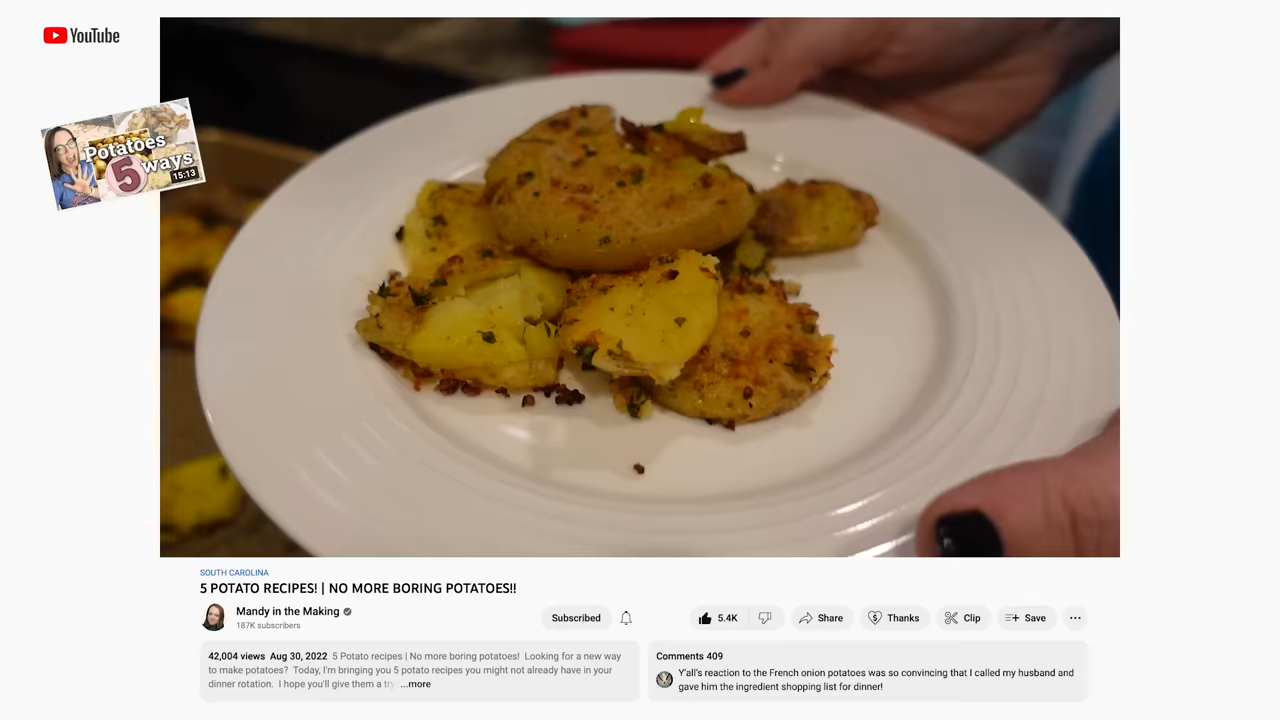 YouTube
Potatoes
5 ways
15:13
SOUTH CAROLINA
5 POTATO RECIPES! | NO MORE BORING POTATOES!!
Mandy in the Making
187K subscribers
Subscribed
5.4K
Share
Thanks
Clip
Save
42,004 views Aug 30, 2022 5 Potato recipes | No more boring potatoes! Looking for a new way
to make potatoes? Today, I'm bringing you 5 potato recipes you might not already have in your
dinner rotation. I hope you'll give them a try ...more
Comments 409
Y'all's reaction to the French onion potatoes was so convincing that I called my husband and
gave him the ingredient shopping list for dinner!